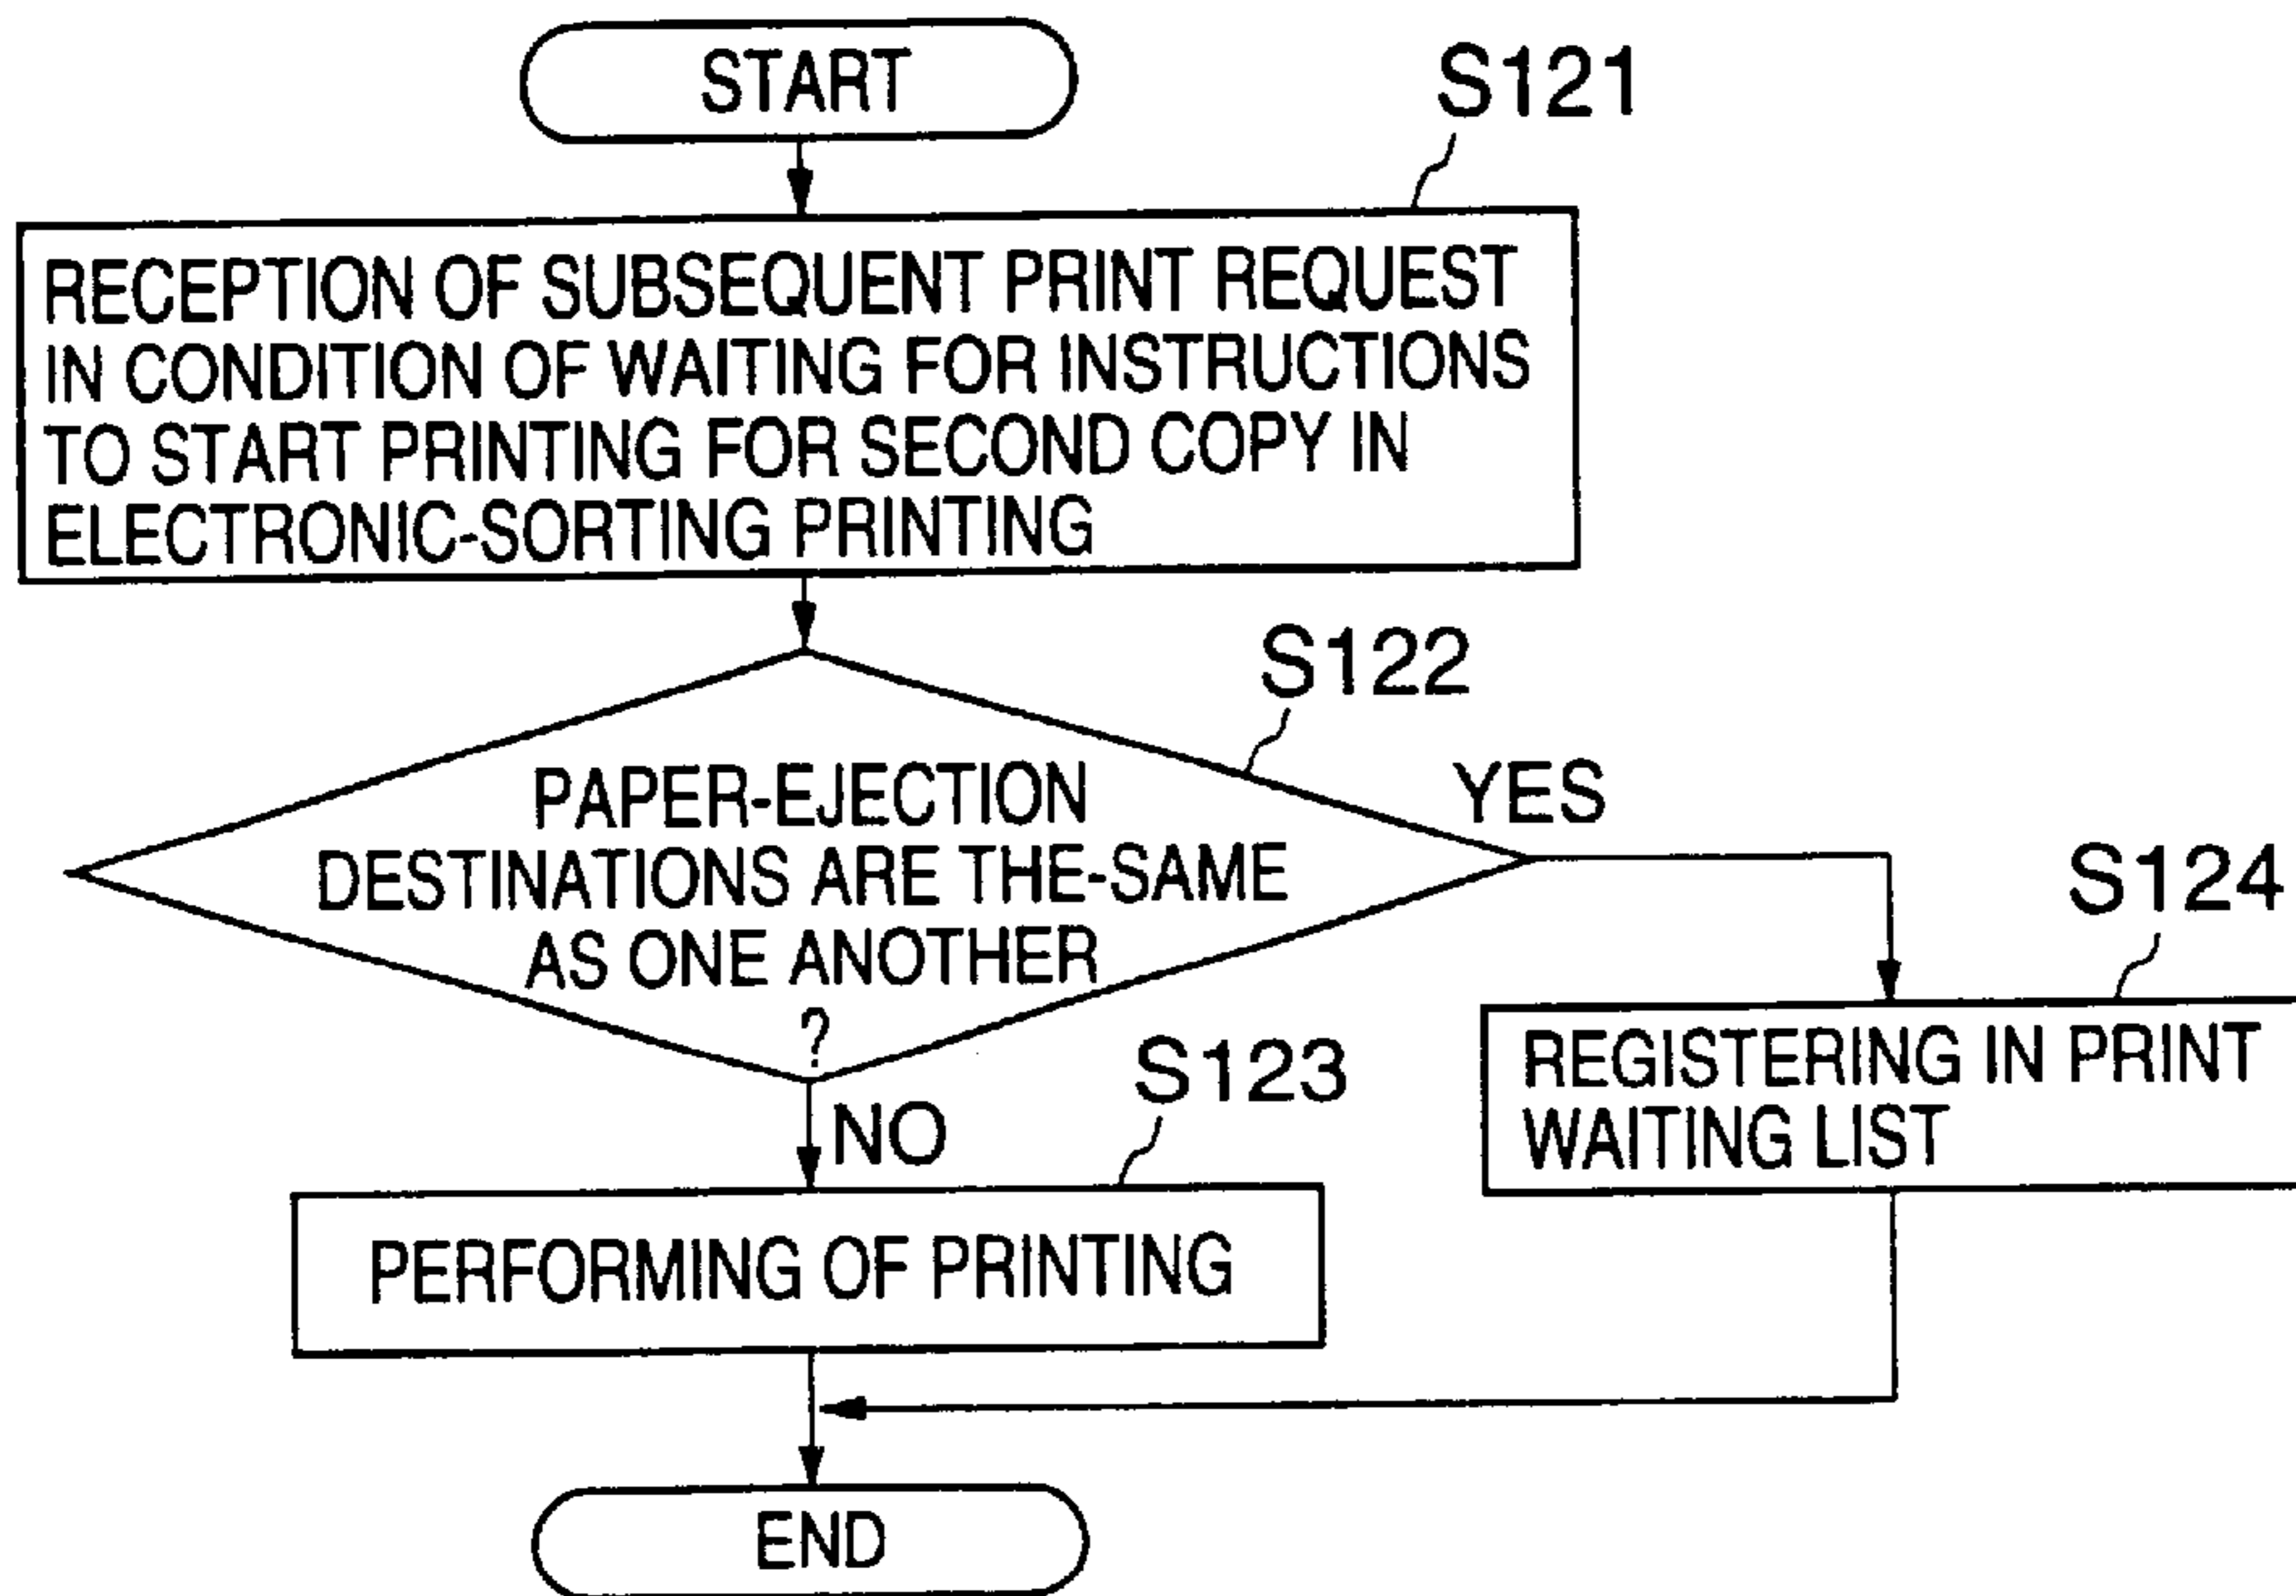 START
S121
RECEPTION OF SUBSEQUENT PRINT REQUEST
IN CONDITION OF WAITING FOR INSTRUCTIONS
TO START PRINTING FOR SECOND COPY IN
ELECTRONIC-SORTING PRINTING
S122
PAPER-EJECTION
DESTINATIONS ARE THE-SAME
AS ONE ANOTHER
?
YES
S124
REGISTERING IN PRINT
WAITING LIST
NO
S123
PERFORMING OF PRINTING
END